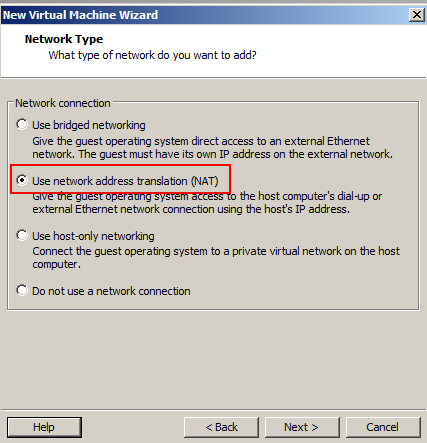 New Virtual Machine Wizard
Network Type
What type of network do you want to add?
Network connection
Use bridged networking
Give the guest operating system direct access to an external Ethernet
network. The guest must have its own IP address on the external network.
Use network address translation (NAT)
Give the guest operating system access to the host computer's dial-up or
external Ethernet network connection using the host's IP address.
Use host-only networking
Connect the guest operating system to a private virtual network on the host
computer.
Do not use a network connection
Help
< Back
Next >
Cancel